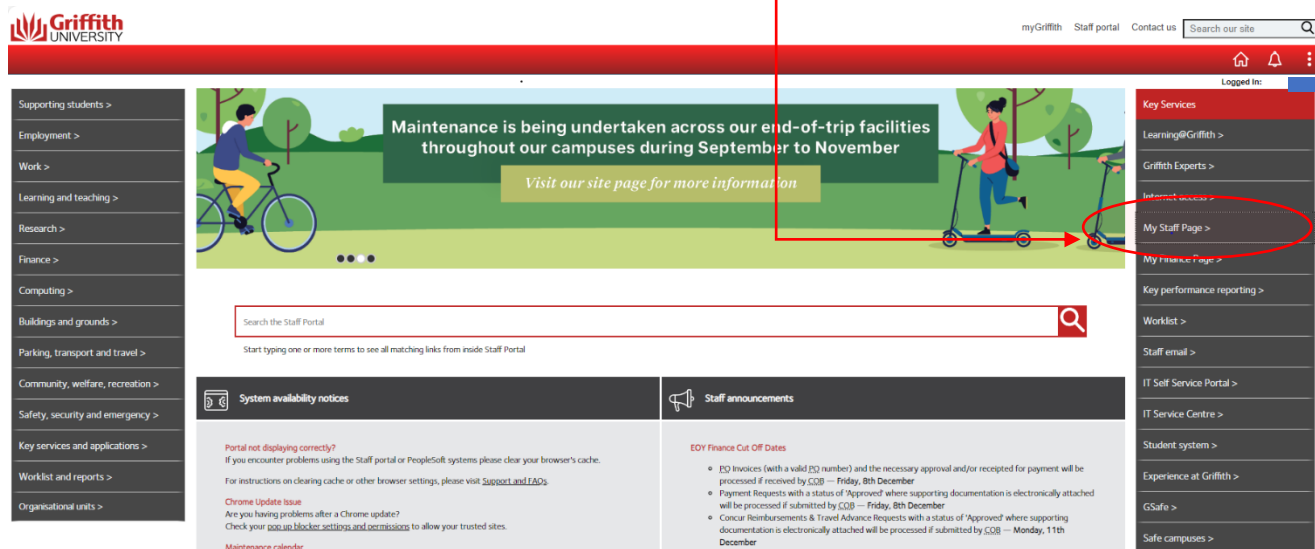 Griffith
UNIVERSITY
myGriffith Staff portal Contact us Search our site
Logged In:
Supporting students >
Employment >
Work >
Learning and teaching >
Research >
Finance >
Computing >
Buildings and grounds >
Parking, transport and travel >
Community, welfare, recreation >
Safety, security and emergency >
Key services and applications >
Worklist and reports >
Organisational units >
Maintenance is being undertaken across our end-of-trip facilities
throughout our campuses during September to November
Visit our site page for more information
Search the Staff Portal
Start typing one or more terms to see all matching links from inside Staff Portal
System availability notices
Portal not displaying correctly?
If you encounter problems using the Staff portal or PeopleSoft systems please clear your browser's cache.
For instructions on clearing cache or other browser settings, please visit Support and FAQs.
Chrome Update Issue
Are you having problems after a Chrome update?
Check your pop up blocker settings and permissions to allow your trusted sites.
Maintenance calendar
Staff announcements
EOY Finance Cut Off Dates
PO Invoices (with a valid PO number) and the necessary approval and/or receipted for payment will be
processed if received by COB — Friday, 8th December
Payment Requests with a status of 'Approved' where supporting documentation is electronically attached
will be processed if submitted by COB — Friday, 8th December
Concur Reimbursements & Travel Advance Requests with a status of 'Approved' where supporting
documentation is electronically attached will be processed if submitted by COB — Monday, 11th
December
Key Services
Learning@Griffith >
Griffith Experts >
Internet access >
My Staff Page >
My Finance Page >
Key performance reporting >
Worklist >
Staff email >
IT Self Service Portal >
IT Service Centre >
Student system >
Experience at Griffith >
GSafe >
Safe campuses >